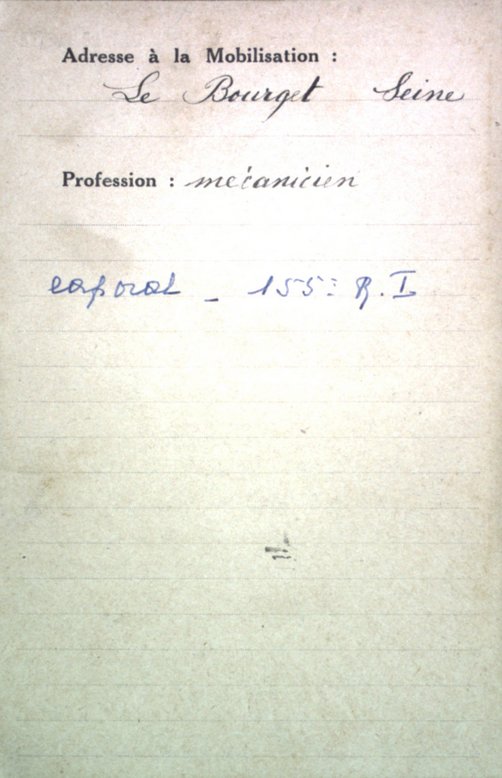 Adresse à la Mobilisation :
Le Bourget Seine
Profession : mécanicien
caporal - 155e R.I